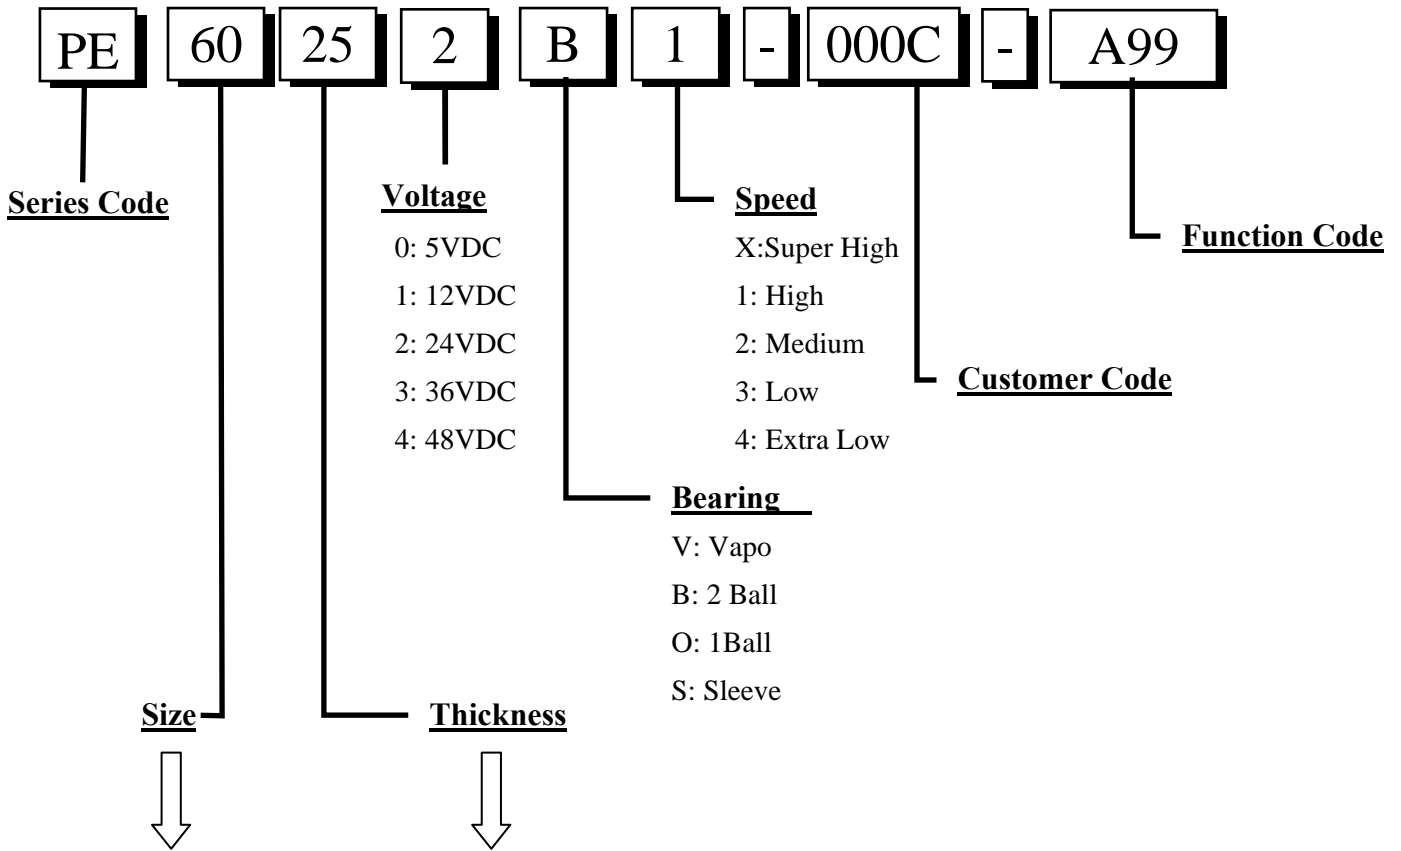 PE 60 25 2 B 1 - 000C - A99
Series Code
Voltage
0: 5VDC
1: 12VDC
2: 24VDC
3: 36VDC
4: 48VDC
Speed
X:Super High
1: High
2: Medium
3: Low
4: Extra Low
Function Code
Customer Code
Bearing
V: Vapo
B: 2 Ball
O: 1Ball
S: Sleeve
Size
Thickness